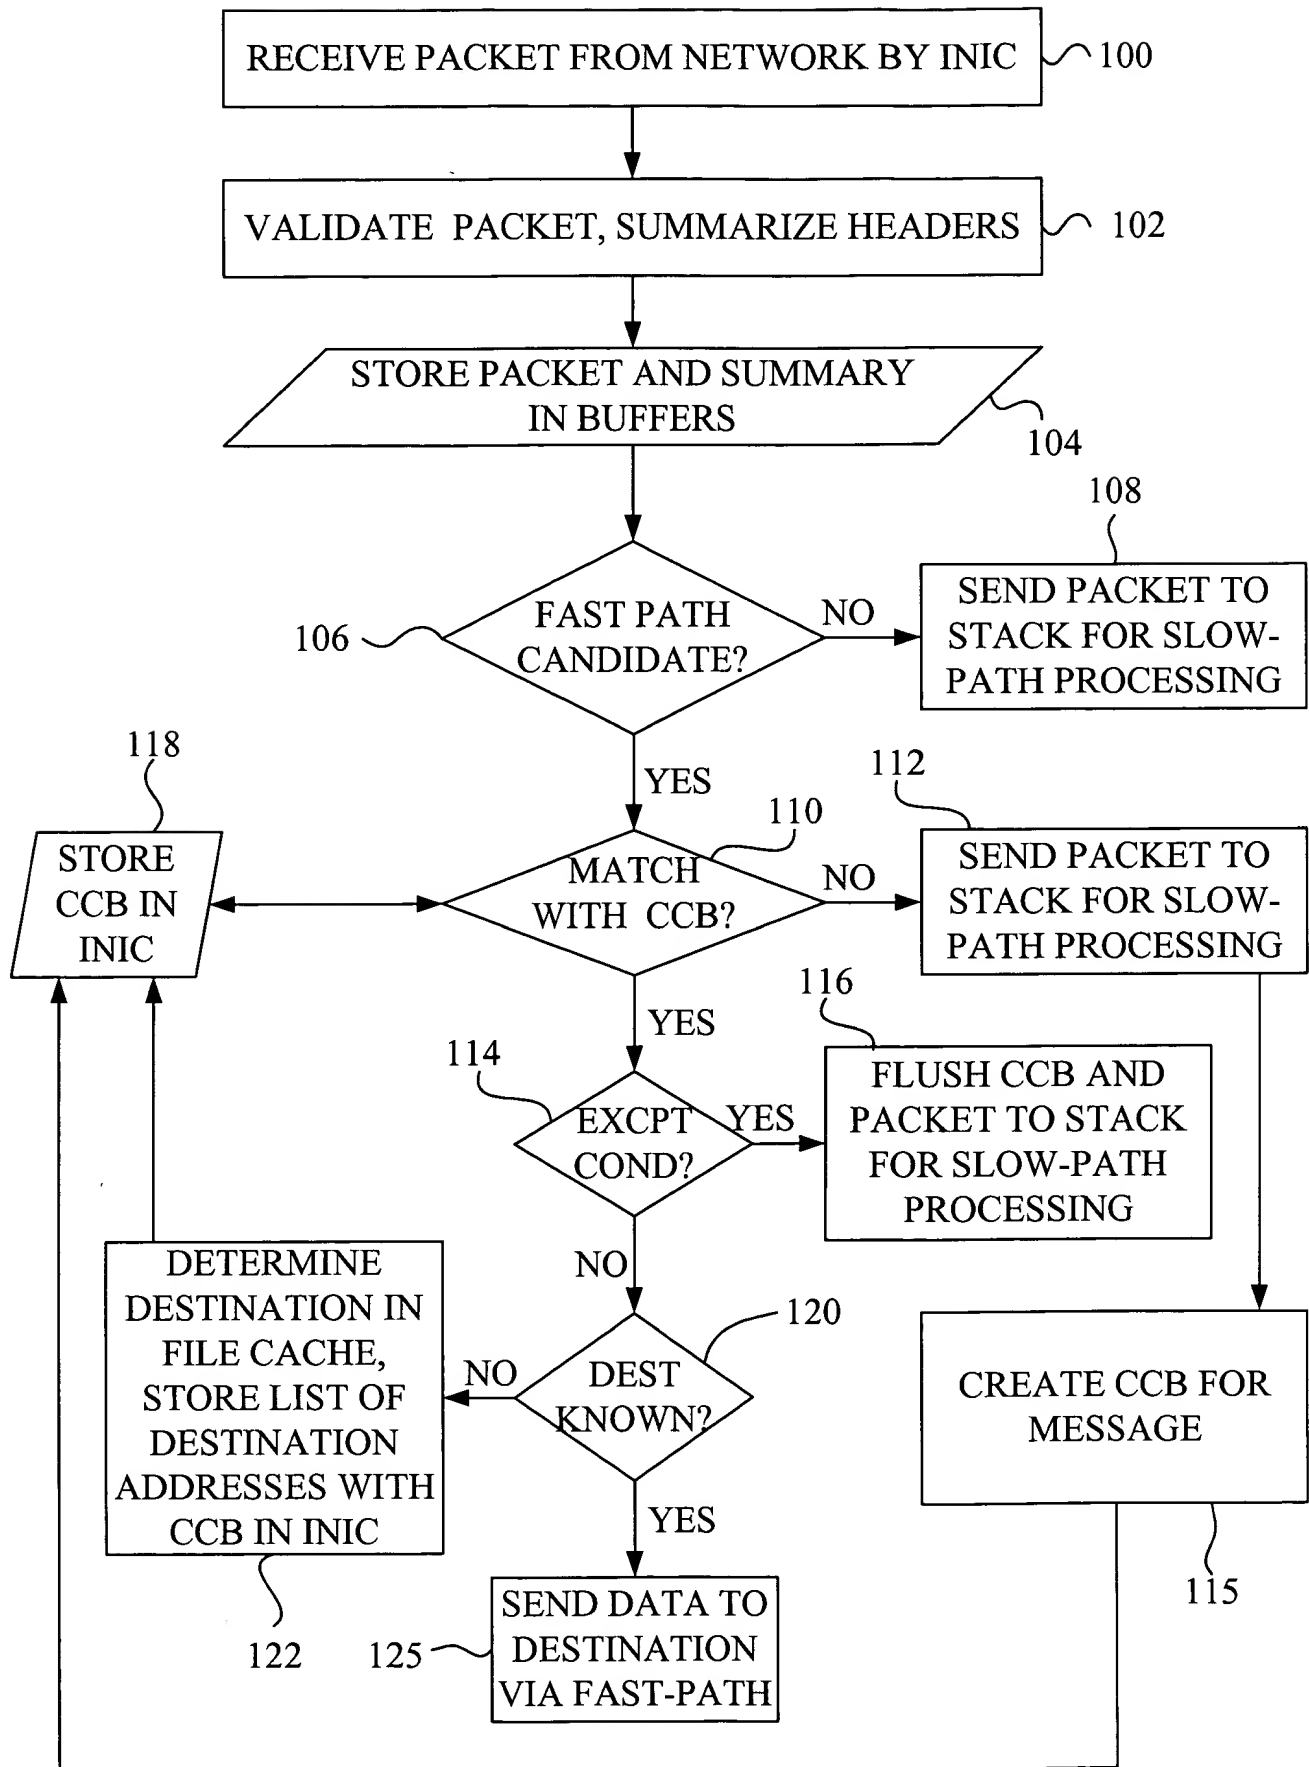 RECEIVE PACKET FROM NETWORK BY INIC
100
VALIDATE PACKET, SUMMARIZE HEADERS
102
STORE PACKET AND SUMMARY
IN BUFFERS
104
108
FAST PATH
CANDIDATE?
106
NO
SEND PACKET TO
STACK FOR SLOW-
PATH PROCESSING
YES
118
112
110
STORE
CCB IN
INIC
MATCH
WITH CCB?
NO
SEND PACKET TO
STACK FOR SLOW-
PATH PROCESSING
YES
116
114
EXCPT
COND?
YES
FLUSH CCB AND
PACKET TO STACK
FOR SLOW-PATH
PROCESSING
NO
120
DETERMINE
DESTINATION IN
FILE CACHE,
STORE LIST OF
DESTINATION
ADDRESSES WITH
CCB IN INIC
NO
DEST
KNOWN?
CREATE CCB FOR
MESSAGE
YES
115
122
125
SEND DATA TO
DESTINATION
VIA FAST-PATH